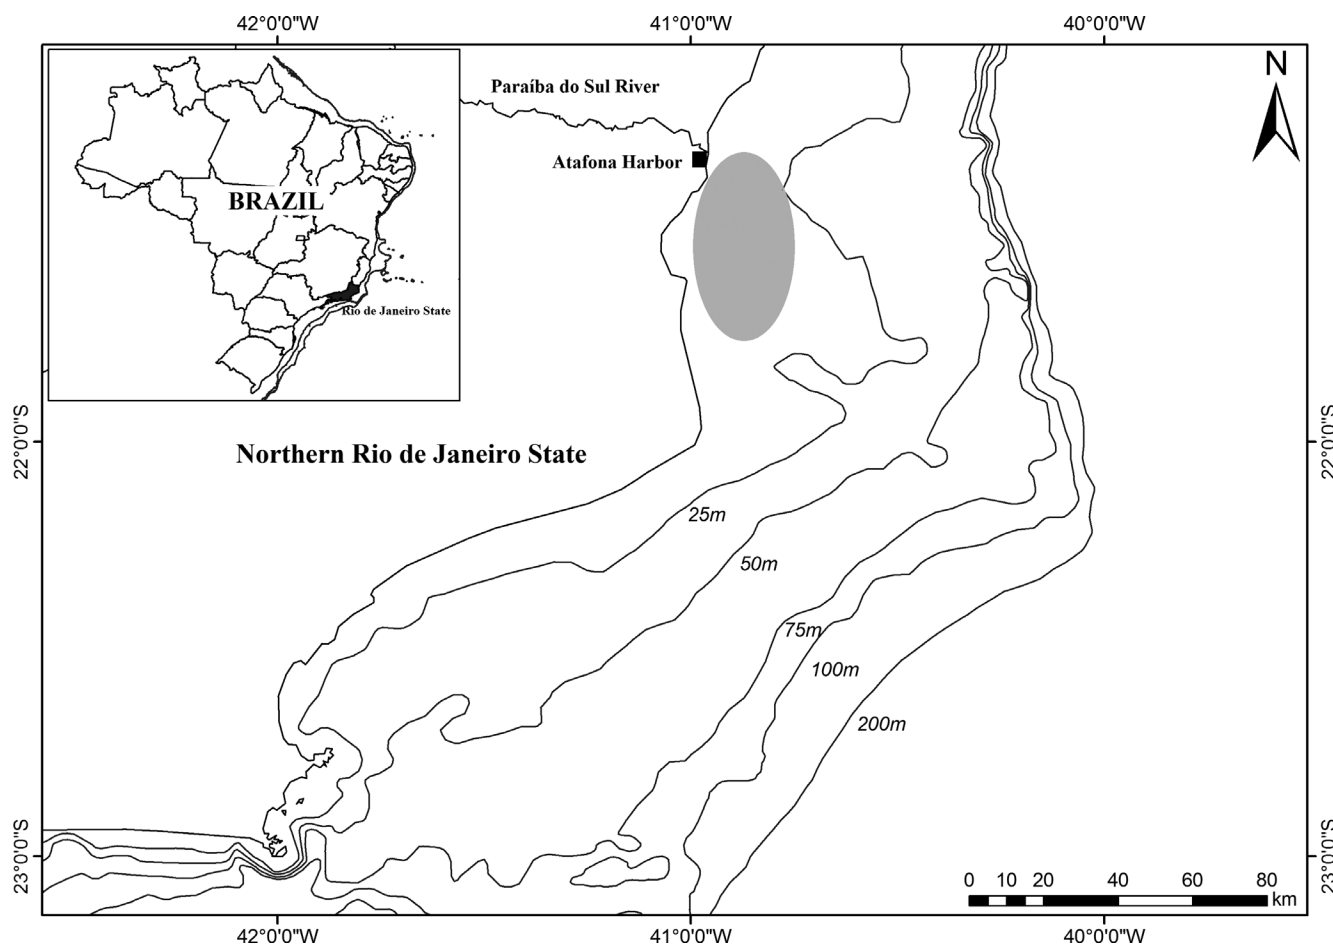 42°0'0"W 41°0'0"W 40°0'0"W
N
Paraíba do Sul River
Atafona Harbor
BRAZIL
Rio de Janeiro State
22°0'0"S 22°0'0"S
Northern Rio de Janeiro State
25m
50m
75m
100m
200m
23°0'0"S 23°0'0"S
0 10 20 40 60 80
km
42°0'0"W 41°0'0"W 40°0'0"W